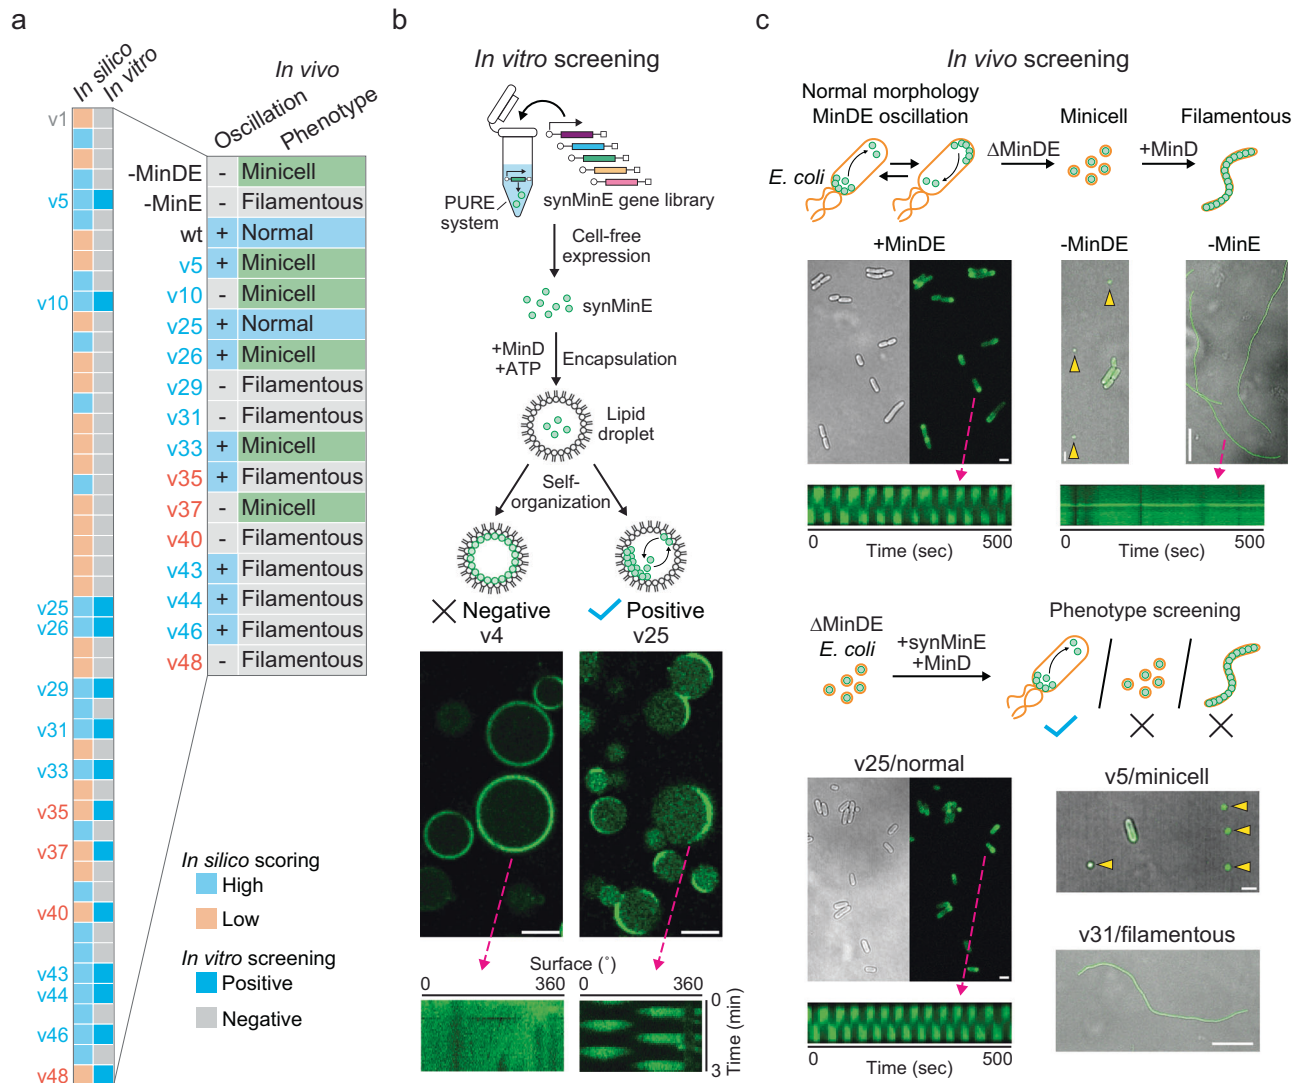 a
In silico
In vitro
v1
v5
v10
v25
v26
v29
v31
v33
v35
v37
v40
v43
v44
v46
v48
In vivo
Oscillation
Phenotype
-MinDE - Minicell
-MinE - Filamentous
wt + Normal
v5 + Minicell
v10 - Minicell
v25 + Normal
v26 + Minicell
v29 - Filamentous
v31 - Filamentous
v33 + Minicell
v35 + Filamentous
v37 - Minicell
v40 - Filamentous
v43 + Filamentous
v44 + Filamentous
v46 + Filamentous
v48 - Filamentous
In silico scoring
High
Low
In vitro screening
Positive
Negative
b
In vitro screening
PURE
system
synMinE gene library
Cell-free
expression
synMinE
+MinD
+ATP
Encapsulation
Lipid
droplet
Self-
organization
Negative
v4
Positive
v25
Surface (°)
0 360 0 360
0
Time (min)
3
c
In vivo screening
Normal morphology
MinDE oscillation
Minicell
Filamentous
E. coli
ΔMinDE
+MinD
+MinDE
-MinDE
-MinE
0 500
Time (sec)
0 500
Time (sec)
ΔMinDE
E. coli
+synMinE
+MinD
Phenotype screening
v25/normal
0 500
Time (sec)
v5/minicell
v31/filamentous